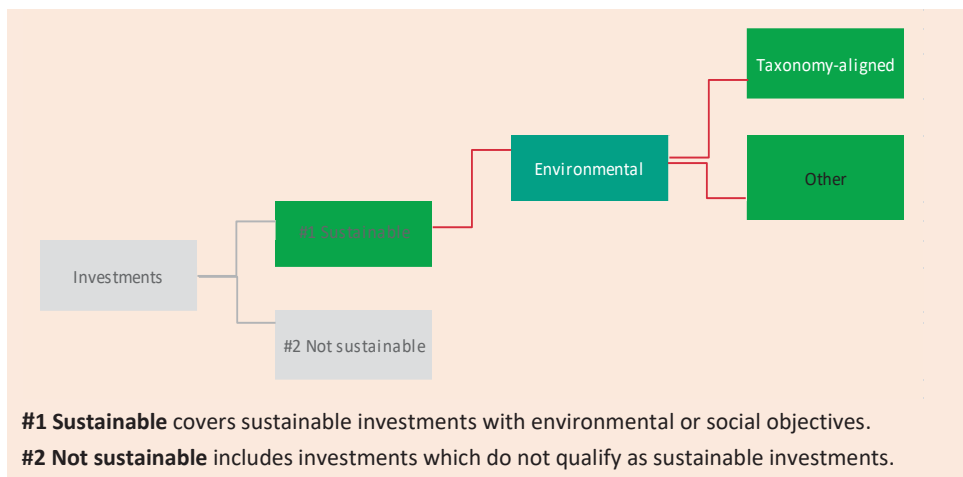 Taxonomy-aligned
Environmental
Other
#1 Sustainable
Investments
#2 Not sustainable
#1 Sustainable covers sustainable investments with environmental or social objectives.
#2 Not sustainable includes investments which do not qualify as sustainable investments.